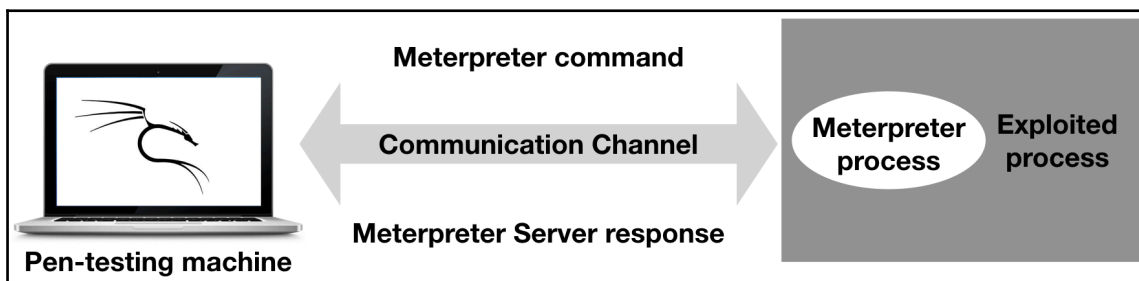 Meterpreter command
Communication Channel
Meterpreter Server response
Pen-testing machine
Meterpreter
process
Exploited
process